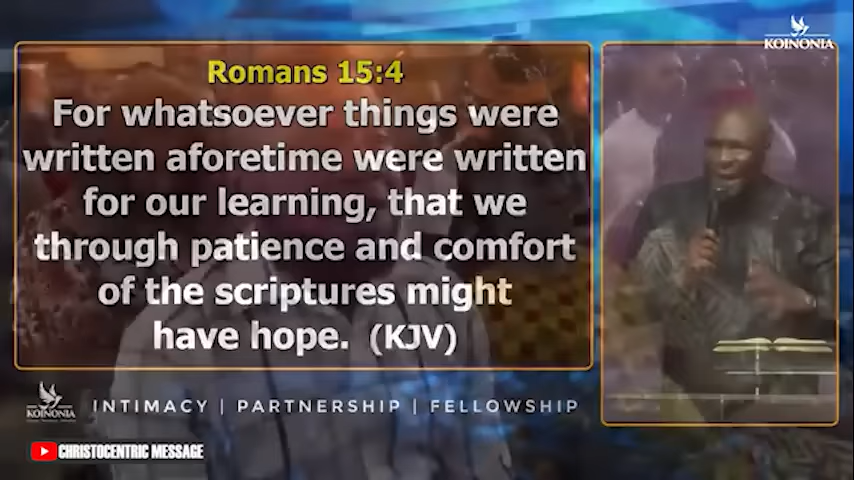 KOINONIA
Romans 15:4
For whatsoever things were
written aforetime were written
for our learning, that we
through patience and comfort
of the scriptures might
have hope. (KJV)
KOINONIA
INTIMACY | PARTNERSHIP | FELLOWSHIP
CHRISTOCENTRIC MESSAGE